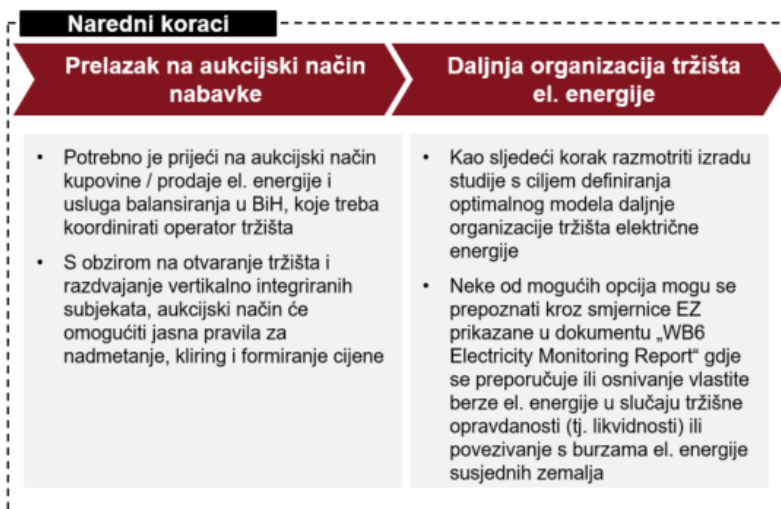 Naredni koraci
Prelazak na aukcijski način
nabavke
• Potrebno je prijeći na aukcijski način
kupovine / prodaje el. energije i
usluga balansiranja u BiH, koje treba
koordinirati operator tržišta
• S obzirom na otvaranje tržišta i
razdvajanje vertikalno integriranih
subjekata, aukcijski način će
omogućiti jasna pravila za
nadmetanje, kliring i formiranje cijene
Daljnja organizacija tržišta
el. energije
• Kao sljedeći korak razmotriti izradu
studije s ciljem definiranja
optimalnog modela daljnje
organizacije tržišta električne
energije
• Neke od mogućih opcija mogu se
prepoznati kroz smjernice EZ
prikazane u dokumentu „WB6
Electricity Monitoring Report“ gdje
se preporučuje ili osnivanje vlastite
berze el. energije u slučaju tržišne
opravdanosti (tj. likvidnosti) ili
povezivanje s burzama el. energije
susjednih zemalja